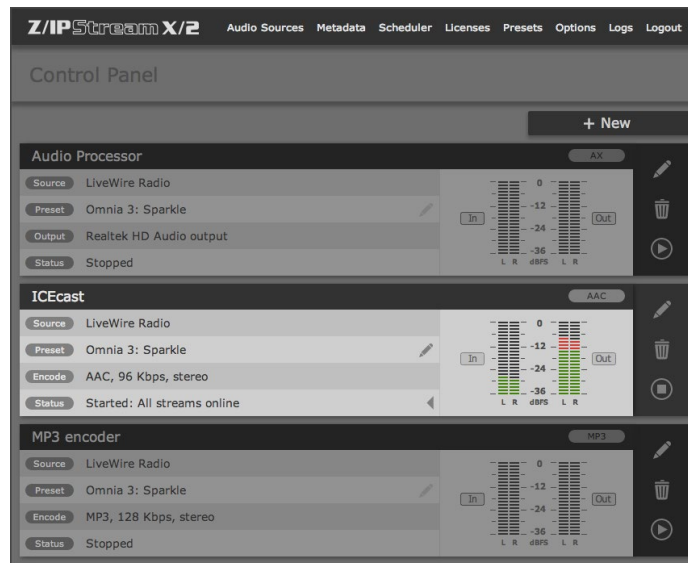 Z/IPStream X/2 Audio Sources Metadata Scheduler Licenses Presets Options Logs Logout
Control Panel
+ New
Audio Processor AX
Source LiveWire Radio
Preset Omnia 3: Sparkle
Output Realtek HD Audio output
Status Stopped
In 0 -12 -24 -36 Out
L R dBFS L R
ICEcast AAC
Source LiveWire Radio
Preset Omnia 3: Sparkle
Encode AAC, 96 Kbps, stereo
Status Started: All streams online
In 0 -12 -24 -36 Out
L R dBFS L R
MP3 encoder MP3
Source LiveWire Radio
Preset Omnia 3: Sparkle
Encode MP3, 128 Kbps, stereo
Status Stopped
In 0 -12 -24 -36 Out
L R dBFS L R